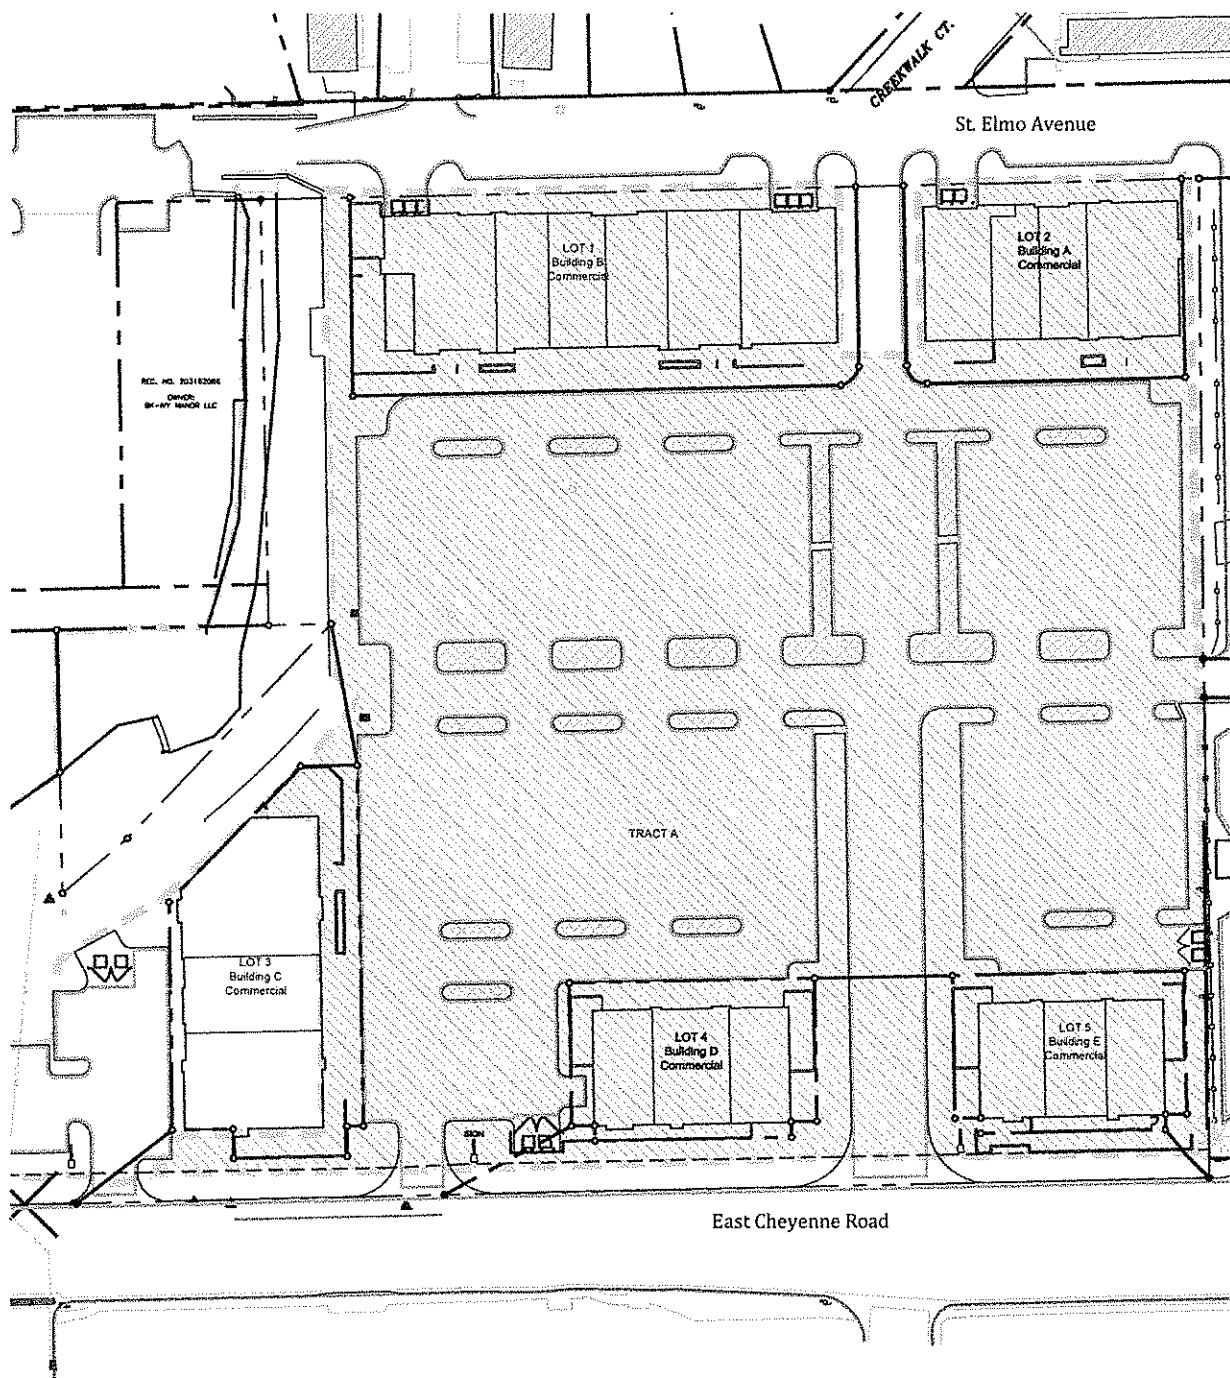 CREEKWALK CT.
St. Elmo Avenue
LOT 1
Building B
Commercial
LOT 2
Building A
Commercial
OWNER:
LLC
TRACT A
LOT 3
Building C
Commercial
LOT 4
Building D
Commercial
LOT 5
Building E
Commercial
SIGN
East Cheyenne Road